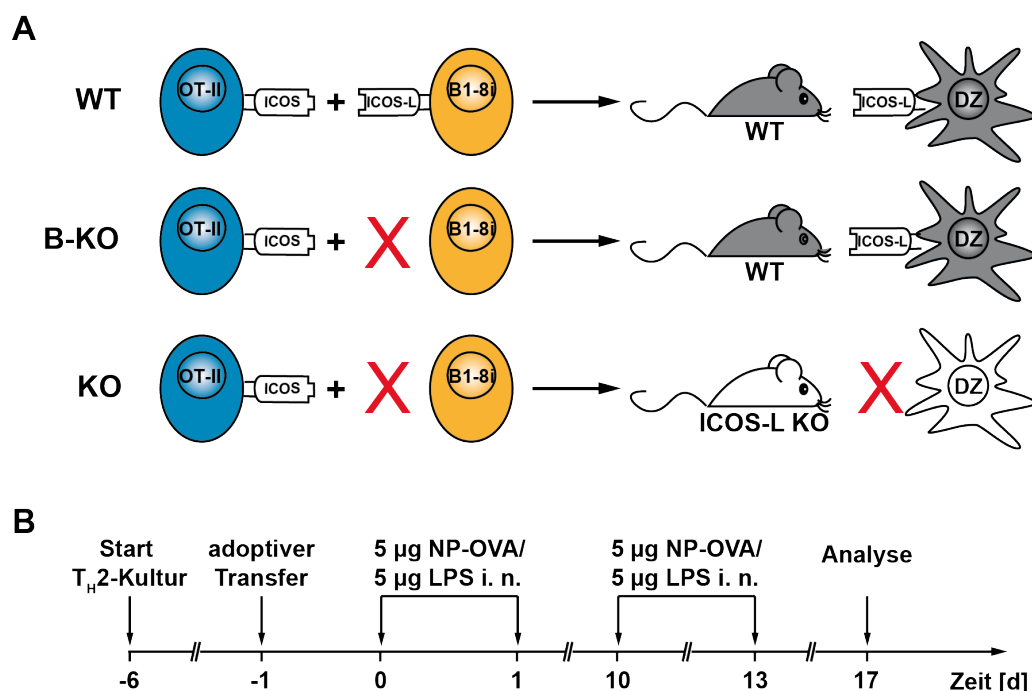 A
WT
OT-II
ICOS
+
ICOS-L
B1-8i
WT
ICOS-L
DZ
B-KO
OT-II
ICOS
+
X
B1-8i
WT
ICOS-L
DZ
KO
OT-II
ICOS
+
X
B1-8i
ICOS-L KO
X
DZ
B
Start
TH2-Kultur
adoptiver
Transfer
5 µg NP-OVA/
5 µg LPS i. n.
5 µg NP-OVA/
5 µg LPS i. n.
Analyse
-6 -1 0 1 10 13 17 Zeit [d]